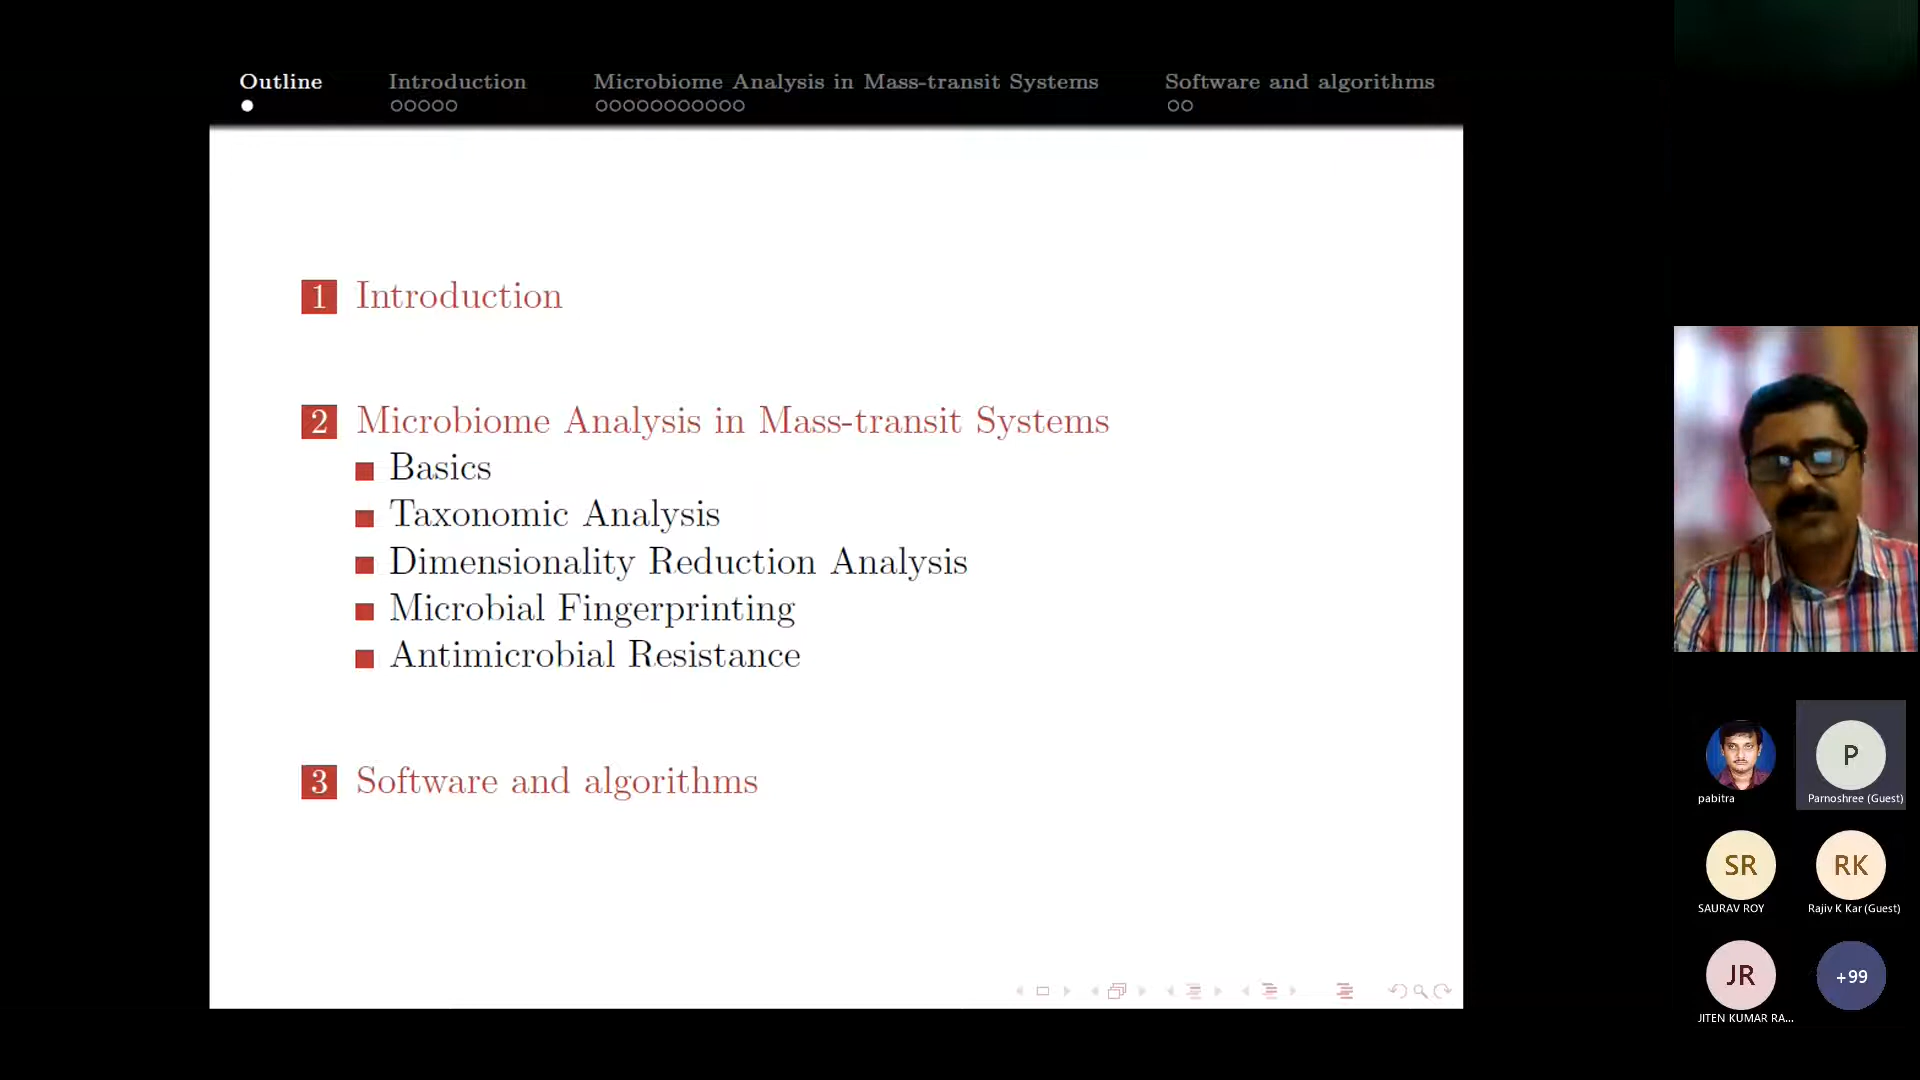 Outline Introduction Microbiome Analysis in Mass-transit Systems Software and algorithms
1 Introduction
2 Microbiome Analysis in Mass-transit Systems
Basics
Taxonomic Analysis
Dimensionality Reduction Analysis
Microbial Fingerprinting
Antimicrobial Resistance
3 Software and algorithms
P
pabitra Parnoshree (Guest)
SR RK
SAURAV ROY Rajiv K Kar (Guest)
JR +99
JITEN KUMAR RA...